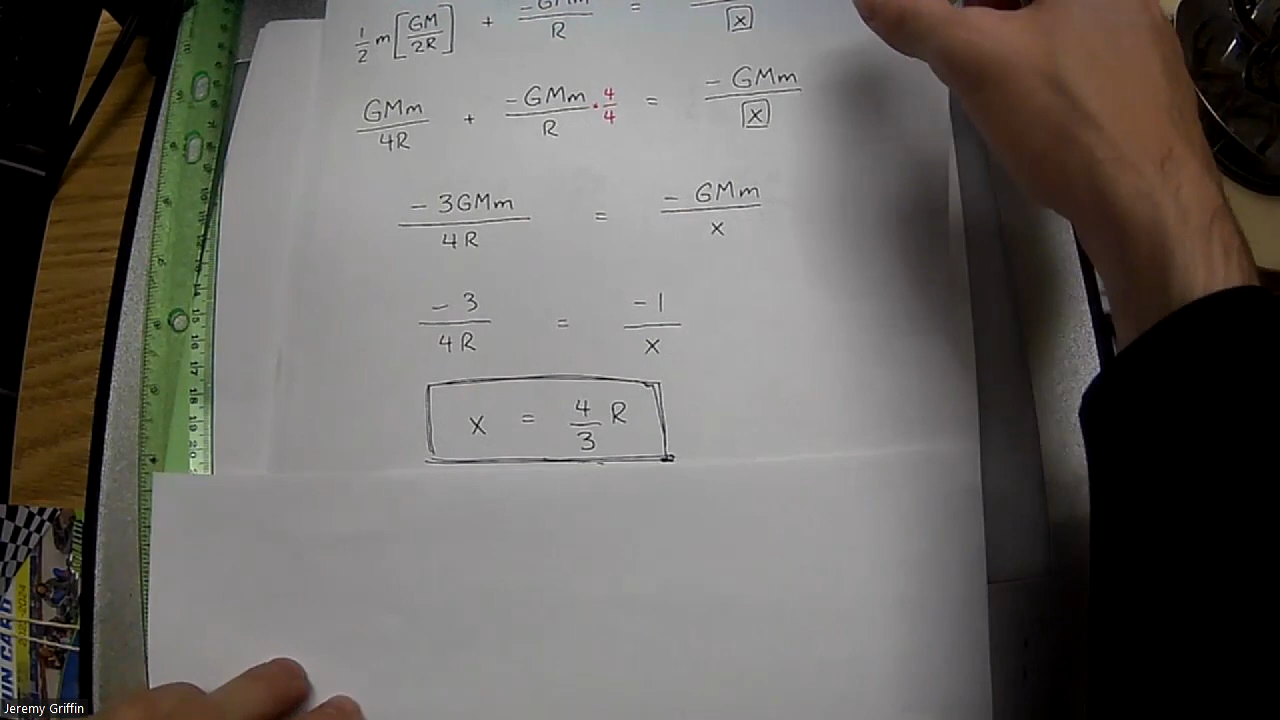 1/2 m [GM/2R] + -GMm/R = /[x]
GMm/4R + -GMm/R · 4/4 = -GMm/[x]
-3GMm/4R = -GMm/x
-3/4R = -1/x
x = 4/3 R
Jeremy Griffin